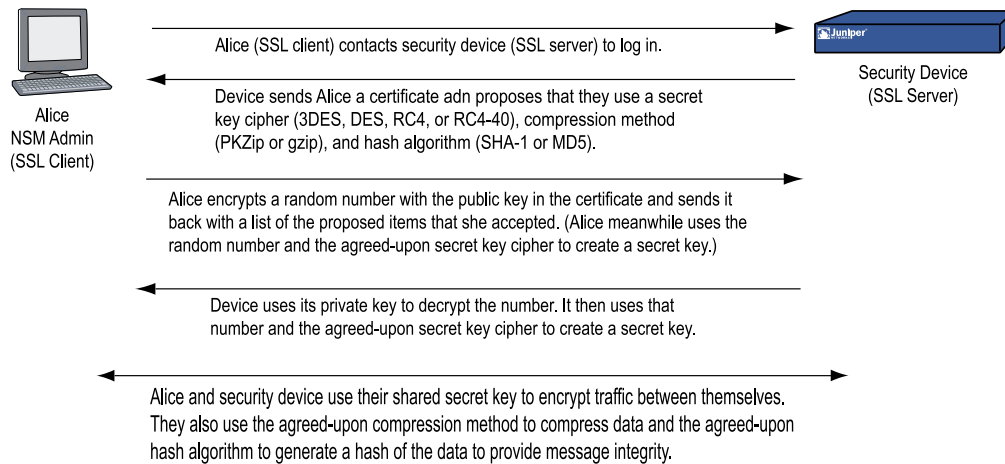 Alice (SSL client) contacts security device (SSL server) to log in.
Juniper
NETWORKS
Security Device
(SSL Server)
Alice
NSM Admin
(SSL Client)
Device sends Alice a certificate adn proposes that they use a secret
key cipher (3DES, DES, RC4, or RC4-40), compression method
(PKZip or gzip), and hash algorithm (SHA-1 or MD5).
Alice encrypts a random number with the public key in the certificate and sends it
back with a list of the proposed items that she accepted. (Alice meanwhile uses the
random number and the agreed-upon secret key cipher to create a secret key.)
Device uses its private key to decrypt the number. It then uses that
number and the agreed-upon secret key cipher to create a secret key.
Alice and security device use their shared secret key to encrypt traffic between themselves.
They also use the agreed-upon compression method to compress data and the agreed-upon
hash algorithm to generate a hash of the data to provide message integrity.